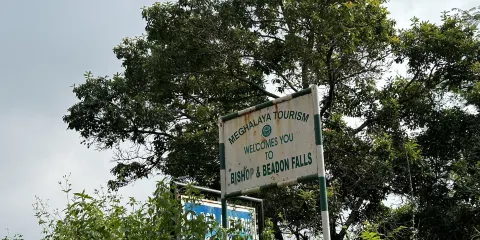 MEGHALAYA TOURISM
WELCOMES YOU
TO
BISHOP & BEADON FALLS